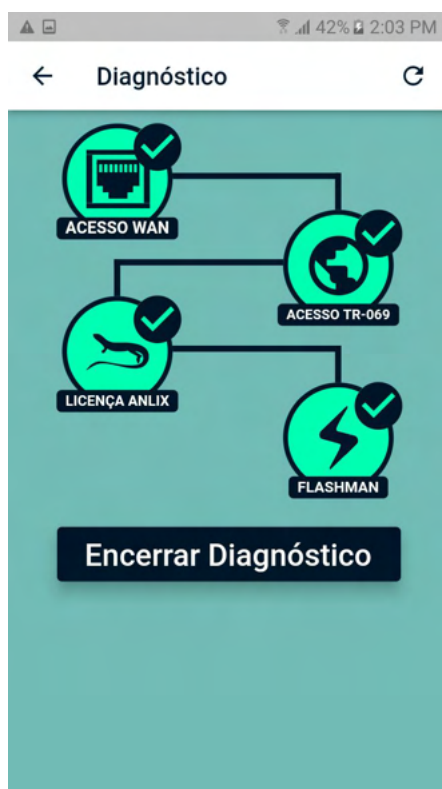 42% 2:03 PM
Diagnóstico
ACESSO WAN
ACESSO TR-069
LICENÇA ANLIX
FLASHMAN
Encerrar Diagnóstico